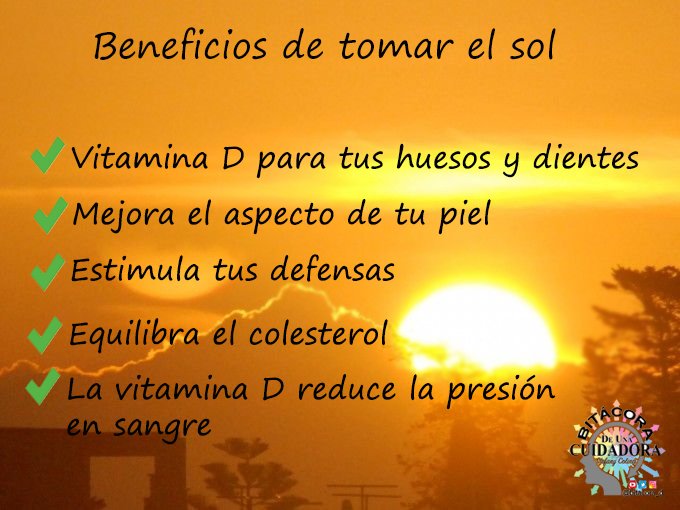 Beneficios de tomar el sol
Vitamina D para tus huesos y dientes
Mejora el aspecto de tu piel
Estimula tus defensas
Equilibra el colesterol
La vitamina D reduce la presión
en sangre
BITÁCORA
DE UNA
CUIDADORA